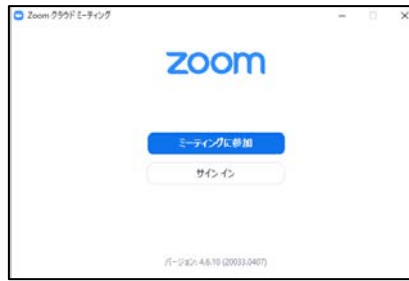 Zoom クラウド ミーティング
zoom
ミーティングに参加
サイン イン
バージョン: 4.6.10 (20033.0407)